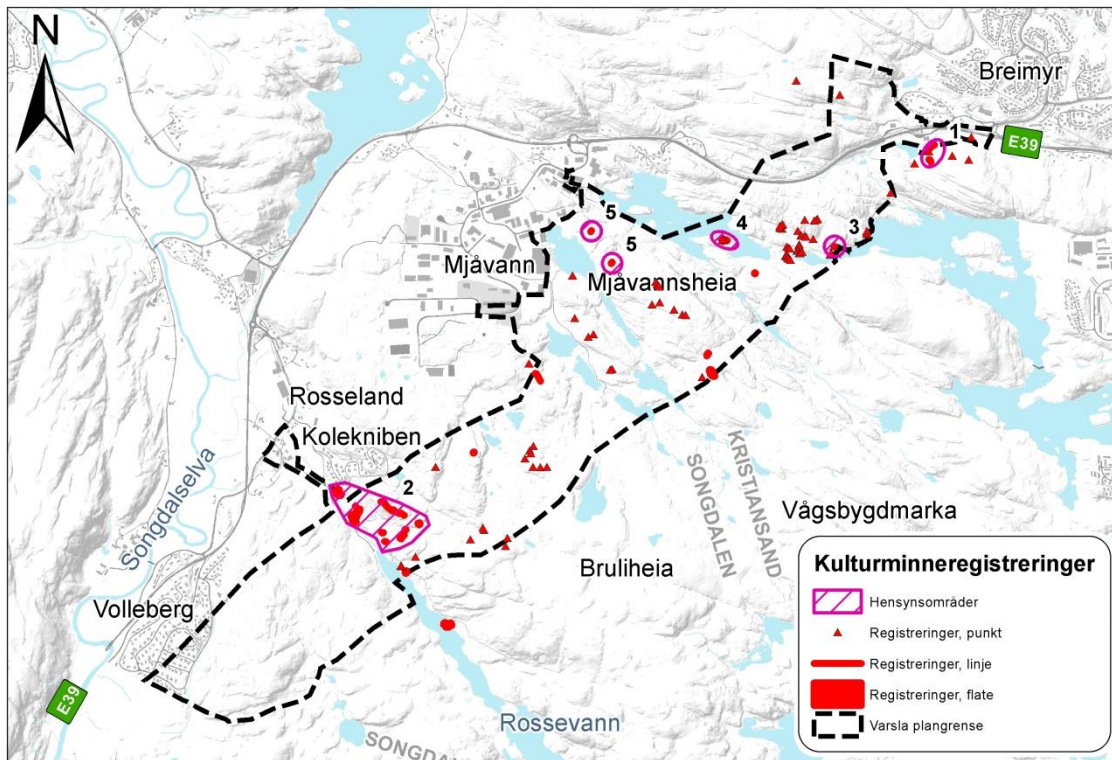 N
Breimyr
1
E39
5
4
3
5
Mjåvann
Mjåvannsheia
Rosseland
Kolekniben
2
KRISTIANSAND
SONGDALEN
Songdalselva
Vågsbygdmarka
Bruliheia
Volleberg
E39
Rossevann
SONGDA
Kulturminneregistreringer
Hensynsområder
Registreringer, punkt
Registreringer, linje
Registreringer, flate
Varsla plangrense